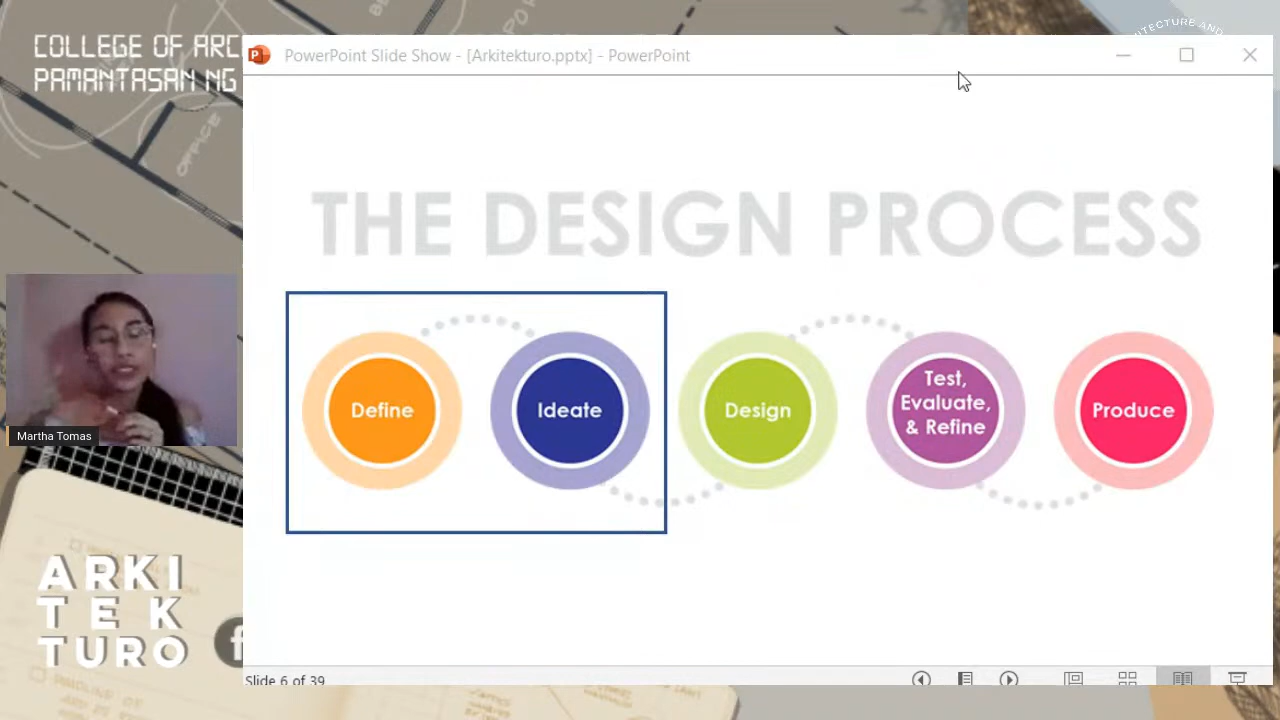 COLLEGE OF ARC
PAMANTASAN NG
OFFICE
PowerPoint Slide Show - [Arkitekturo.pptx] - PowerPoint
THE DESIGN PROCESS
Define
Ideate
Design
Test,
Evaluate,
& Refine
Produce
Martha Tomas
ARKI
TEK
TURO
f
Slide 6 of 39